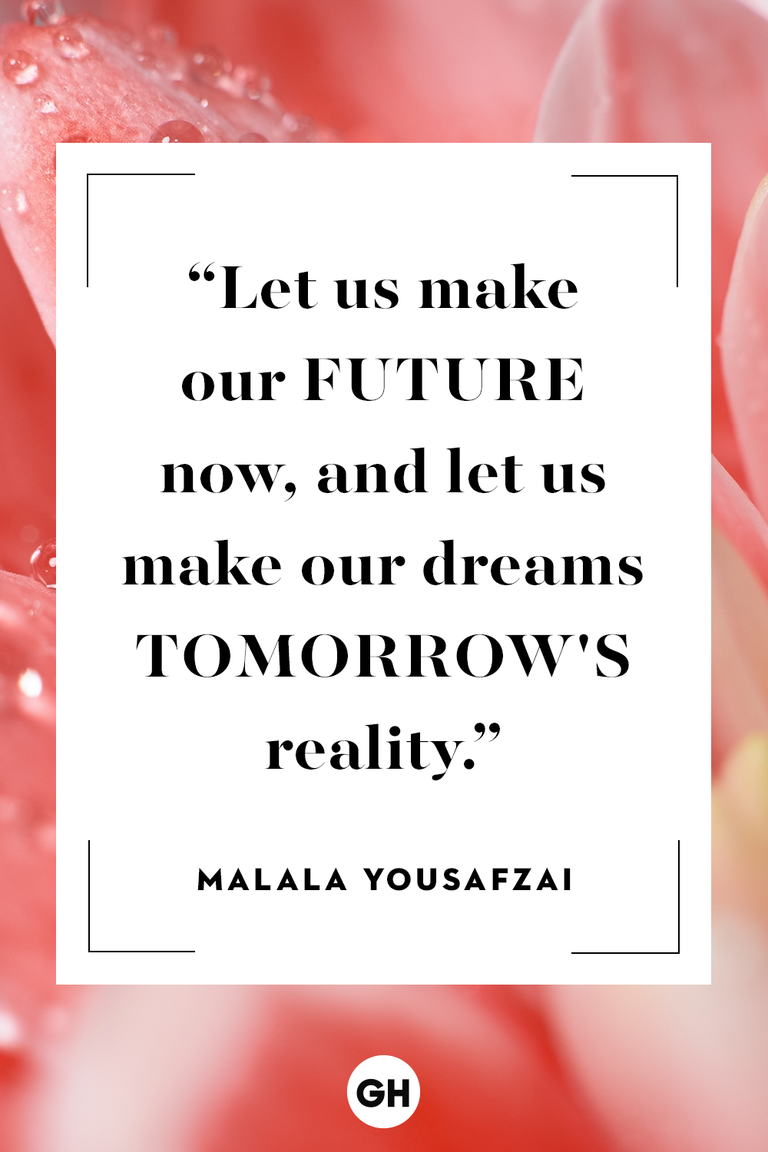 “Let us make
our FUTURE
now, and let us
make our dreams
TOMORROW'S
reality.”
MALALA YOUSAFZAI
GH